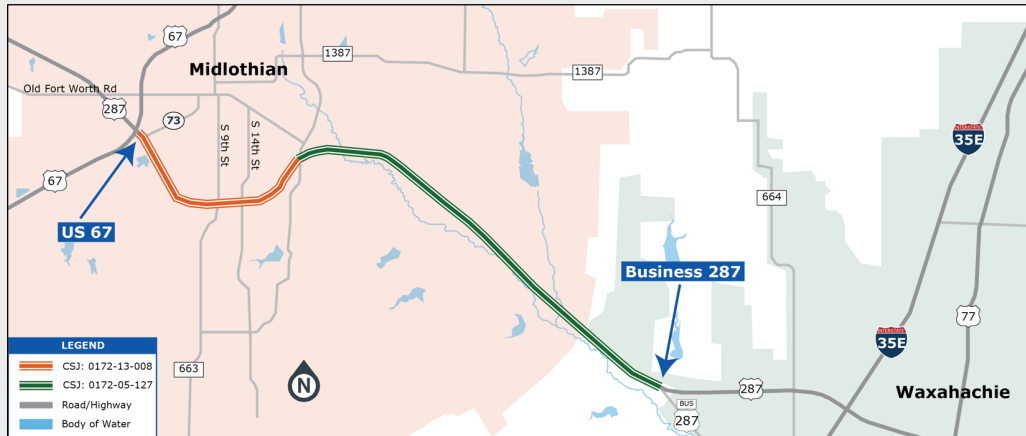 67
1387
Midlothian
1387
Old Fort Worth Rd
287
73
S 9th St
S 14th St
INTERSTATE
35E
67
664
US 67
Business 287
77
INTERSTATE
35E
LEGEND
CSJ: 0172-13-008
CSJ: 0172-05-127
Road/Highway
Body of Water
663
N
287
BUS
287
Waxahachie